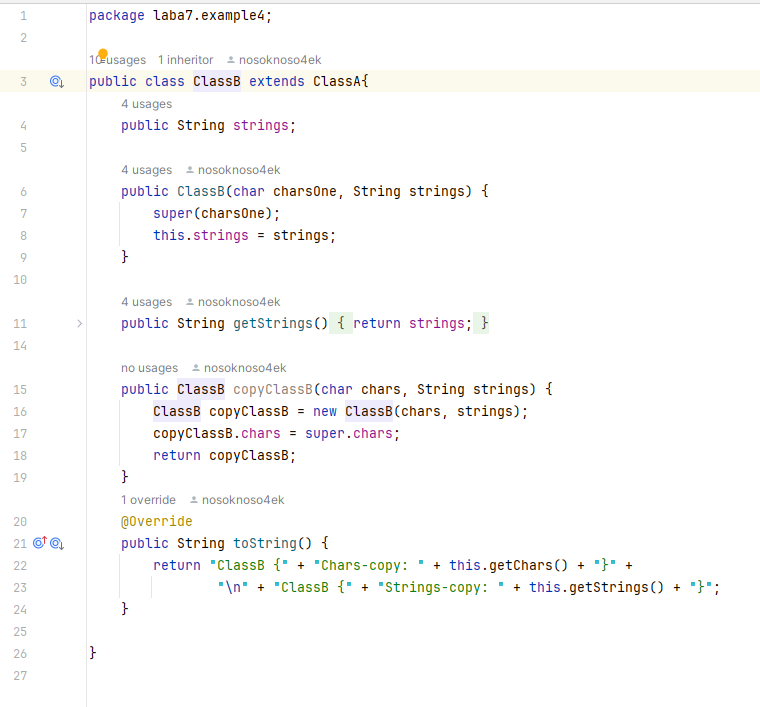 1 package laba7.example4;
2
10 usages 1 inheritor nosoknoso4ek
3 public class ClassB extends ClassA{
4 usages
4 public String strings;
5
4 usages nosoknoso4ek
6 public ClassB(char charsOne, String strings) {
7 super(charsOne);
8 this.strings = strings;
9 }
10
4 usages nosoknoso4ek
11 public String getStrings() { return strings; }
14
no usages nosoknoso4ek
15 public ClassB copyClassB(char chars, String strings) {
16 ClassB copyClassB = new ClassB(chars, strings);
17 copyClassB.chars = super.chars;
18 return copyClassB;
19 }
1 override nosoknoso4ek
20 @Override
21 public String toString() {
22 return "ClassB {" + "Chars-copy: " + this.getChars() + "}" +
23 "\n" + "ClassB {" + "Strings-copy: " + this.getStrings() + "}";
24 }
25
26 }
27